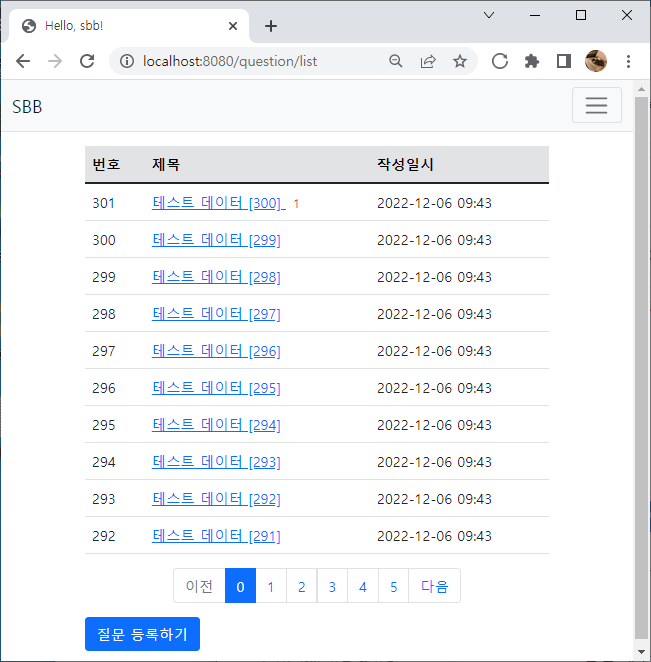 Hello, sbb!
localhost:8080/question/list
SBB
번호 제목 작성일시
301 테스트 데이터 [300] 1 2022-12-06 09:43
300 테스트 데이터 [299] 2022-12-06 09:43
299 테스트 데이터 [298] 2022-12-06 09:43
298 테스트 데이터 [297] 2022-12-06 09:43
297 테스트 데이터 [296] 2022-12-06 09:43
296 테스트 데이터 [295] 2022-12-06 09:43
295 테스트 데이터 [294] 2022-12-06 09:43
294 테스트 데이터 [293] 2022-12-06 09:43
293 테스트 데이터 [292] 2022-12-06 09:43
292 테스트 데이터 [291] 2022-12-06 09:43
이전 0 1 2 3 4 5 다음
질문 등록하기